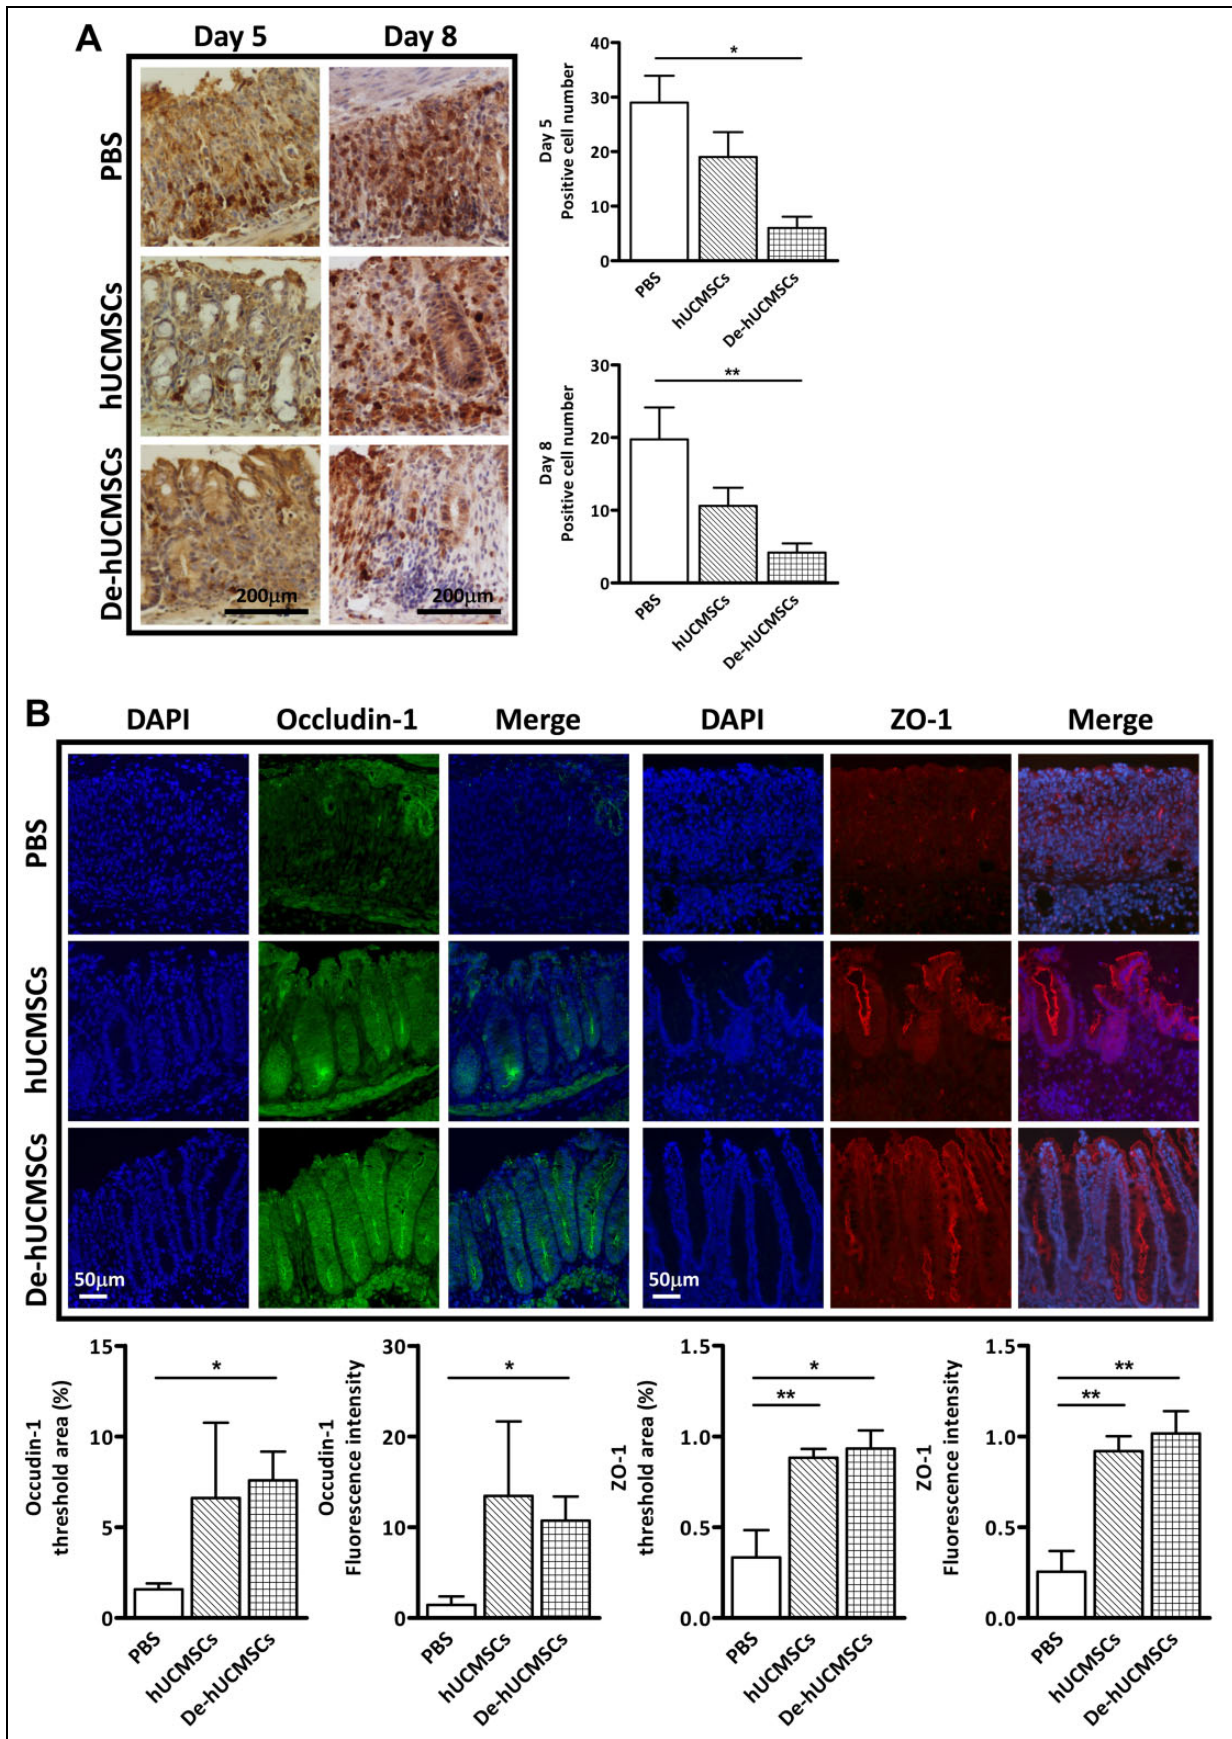 A
Day 5
Day 8
PBS
hUCMSCs
De-hUCMSCs
200µm
200µm
40
30
20
10
0
Day 5
Positive cell number
*
PBS
hUCMSCs
De-hUCMSCs
30
20
10
0
Day 8
Positive cell number
**
PBS
hUCMSCs
De-hUCMSCs
B
DAPI
Occludin-1
Merge
DAPI
ZO-1
Merge
PBS
hUCMSCs
De-hUCMSCs
50µm
50µm
15
10
5
0
Occudin-1
threshold area (%)
*
PBS
hUCMSCs
De-hUCMSCs
30
20
10
0
Occudin-1
Fluorescence intensity
*
PBS
hUCMSCs
De-hUCMSCs
1.5
1.0
0.5
0.0
ZO-1
threshold area (%)
*
**
PBS
hUCMSCs
De-hUCMSCs
1.5
1.0
0.5
0.0
ZO-1
Fluorescence intensity
**
**
PBS
hUCMSCs
De-hUCMSCs